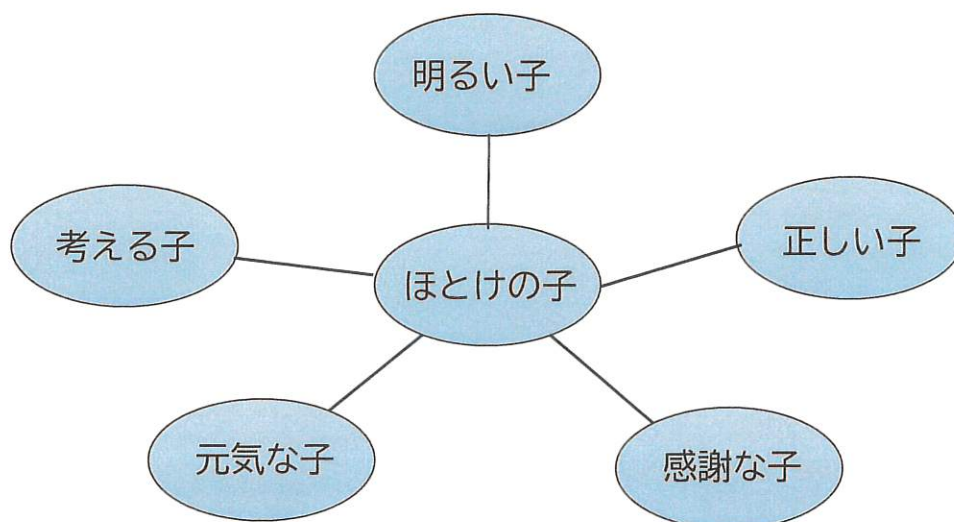 明るい子
考える子
正しい子
ほとけの子
元気な子
感謝な子